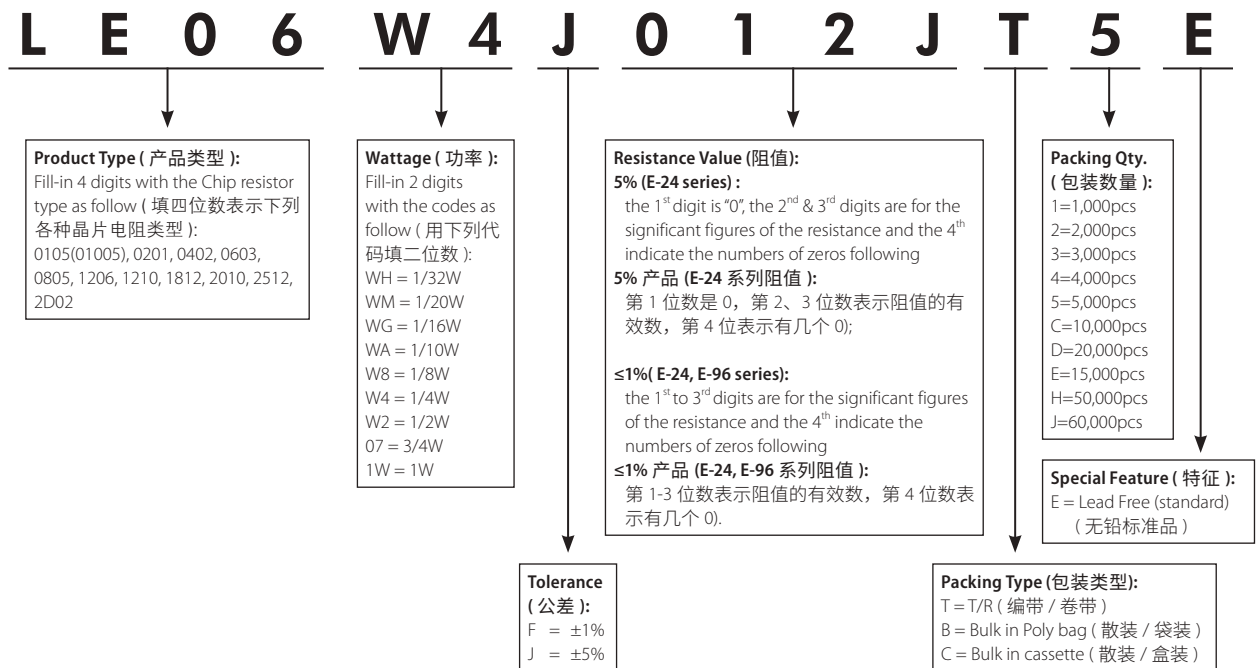 LE06 W4 J 012J T 5 E
Product Type ( 产品类型 ):
Fill-in 4 digits with the Chip resistor
type as follow ( 填四位数表示下列
各种晶片电阻类型 ):
0105(01005), 0201, 0402, 0603,
0805, 1206, 1210, 1812, 2010, 2512,
2D02
Wattage ( 功率 ):
Fill-in 2 digits
with the codes as
follow ( 用下列代
码填二位数 ):
WH = 1/32W
WM = 1/20W
WG = 1/16W
WA = 1/10W
W8 = 1/8W
W4 = 1/4W
W2 = 1/2W
07 = 3/4W
1W = 1W
Tolerance
( 公差 ):
F = ±1%
J = ±5%
Resistance Value (阻值):
5% (E-24 series) :
the 1st digit is "0", the 2nd & 3rd digits are for the
significant figures of the resistance and the 4th
indicate the numbers of zeros following
5% 产品 (E-24 系列阻值 ):
第 1 位数是 0，第 2、3 位数表示阻值的有
效数，第 4 位表示有几个 0);
≤1%( E-24, E-96 series):
the 1st to 3rd digits are for the significant figures
of the resistance and the 4th indicate the
numbers of zeros following
≤1% 产品 (E-24, E-96 系列阻值 ):
第 1-3 位数表示阻值的有效数，第 4 位数表
示有几个 0).
Packing Type (包装类型):
T = T/R ( 编带 / 卷带 )
B = Bulk in Poly bag ( 散装 / 袋装 )
C = Bulk in cassette ( 散装 / 盒装 )
Packing Qty.
( 包装数量 ):
1=1,000pcs
2=2,000pcs
3=3,000pcs
4=4,000pcs
5=5,000pcs
C=10,000pcs
D=20,000pcs
E=15,000pcs
H=50,000pcs
J=60,000pcs
Special Feature ( 特征 ):
E = Lead Free (standard)
( 无铅标准品 )